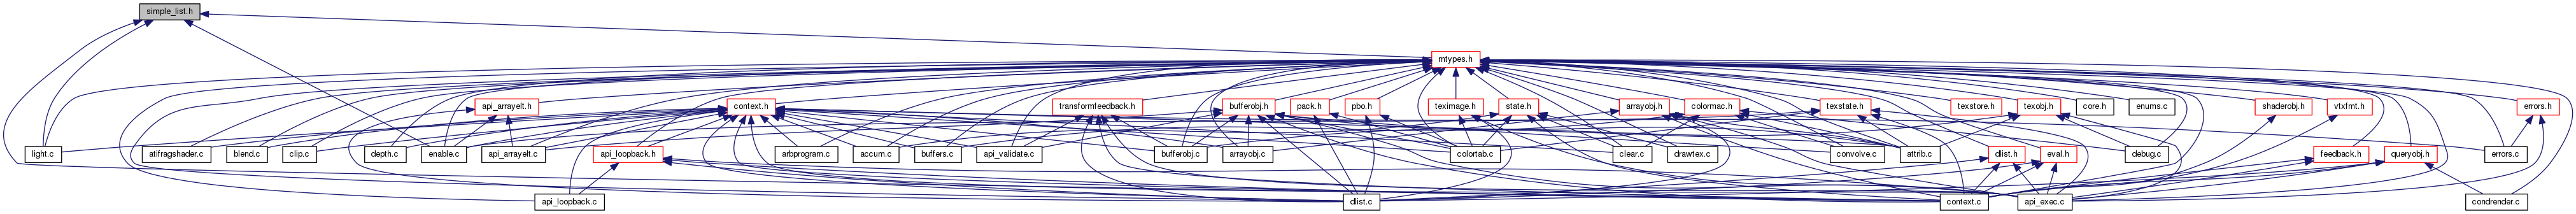 simple_list.h
mtypes.h
api_arrayelt.h
context.h
transformfeedback.h
bufferobj.h
pack.h
pbo.h
teximage.h
state.h
arrayobj.h
colormac.h
texstate.h
texstore.h
texobj.h
core.h
enums.c
shaderobj.h
vtxfmt.h
errors.h
light.c
atifragshader.c
blend.c
clip.c
depth.c
enable.c
api_arrayelt.c
api_loopback.h
arbprogram.c
accum.c
buffers.c
api_validate.c
bufferobj.c
arrayobj.c
colortab.c
clear.c
drawtex.c
convolve.c
attrib.c
dlist.h
eval.h
debug.c
feedback.h
queryobj.h
errors.c
api_loopback.c
dlist.c
context.c
api_exec.c
condrender.c